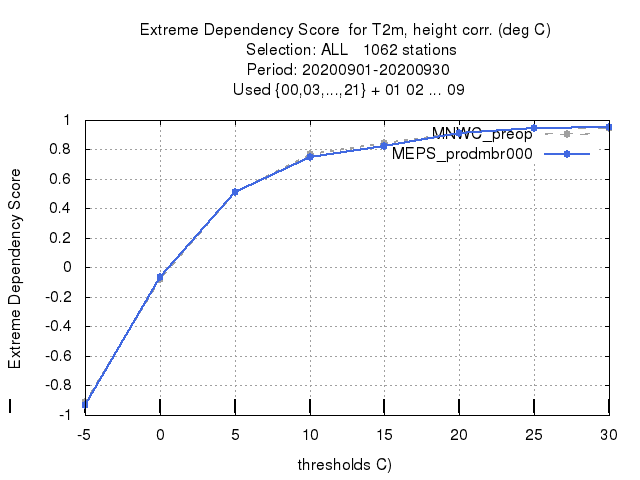 Extreme Dependency Score  for T2m, height corr. (deg C)
Selection: ALL   1062 stations
Period: 20200901-20200930
Used {00,03,...,21} + 01 02 ... 09
MNWC_preop
MEPS_prodmbr000
Extreme Dependency Score
1
0.8
0.6
0.4
0.2
0
-0.2
-0.4
-0.6
-0.8
-1
-5 0 5 10 15 20 25 30
thresholds C)